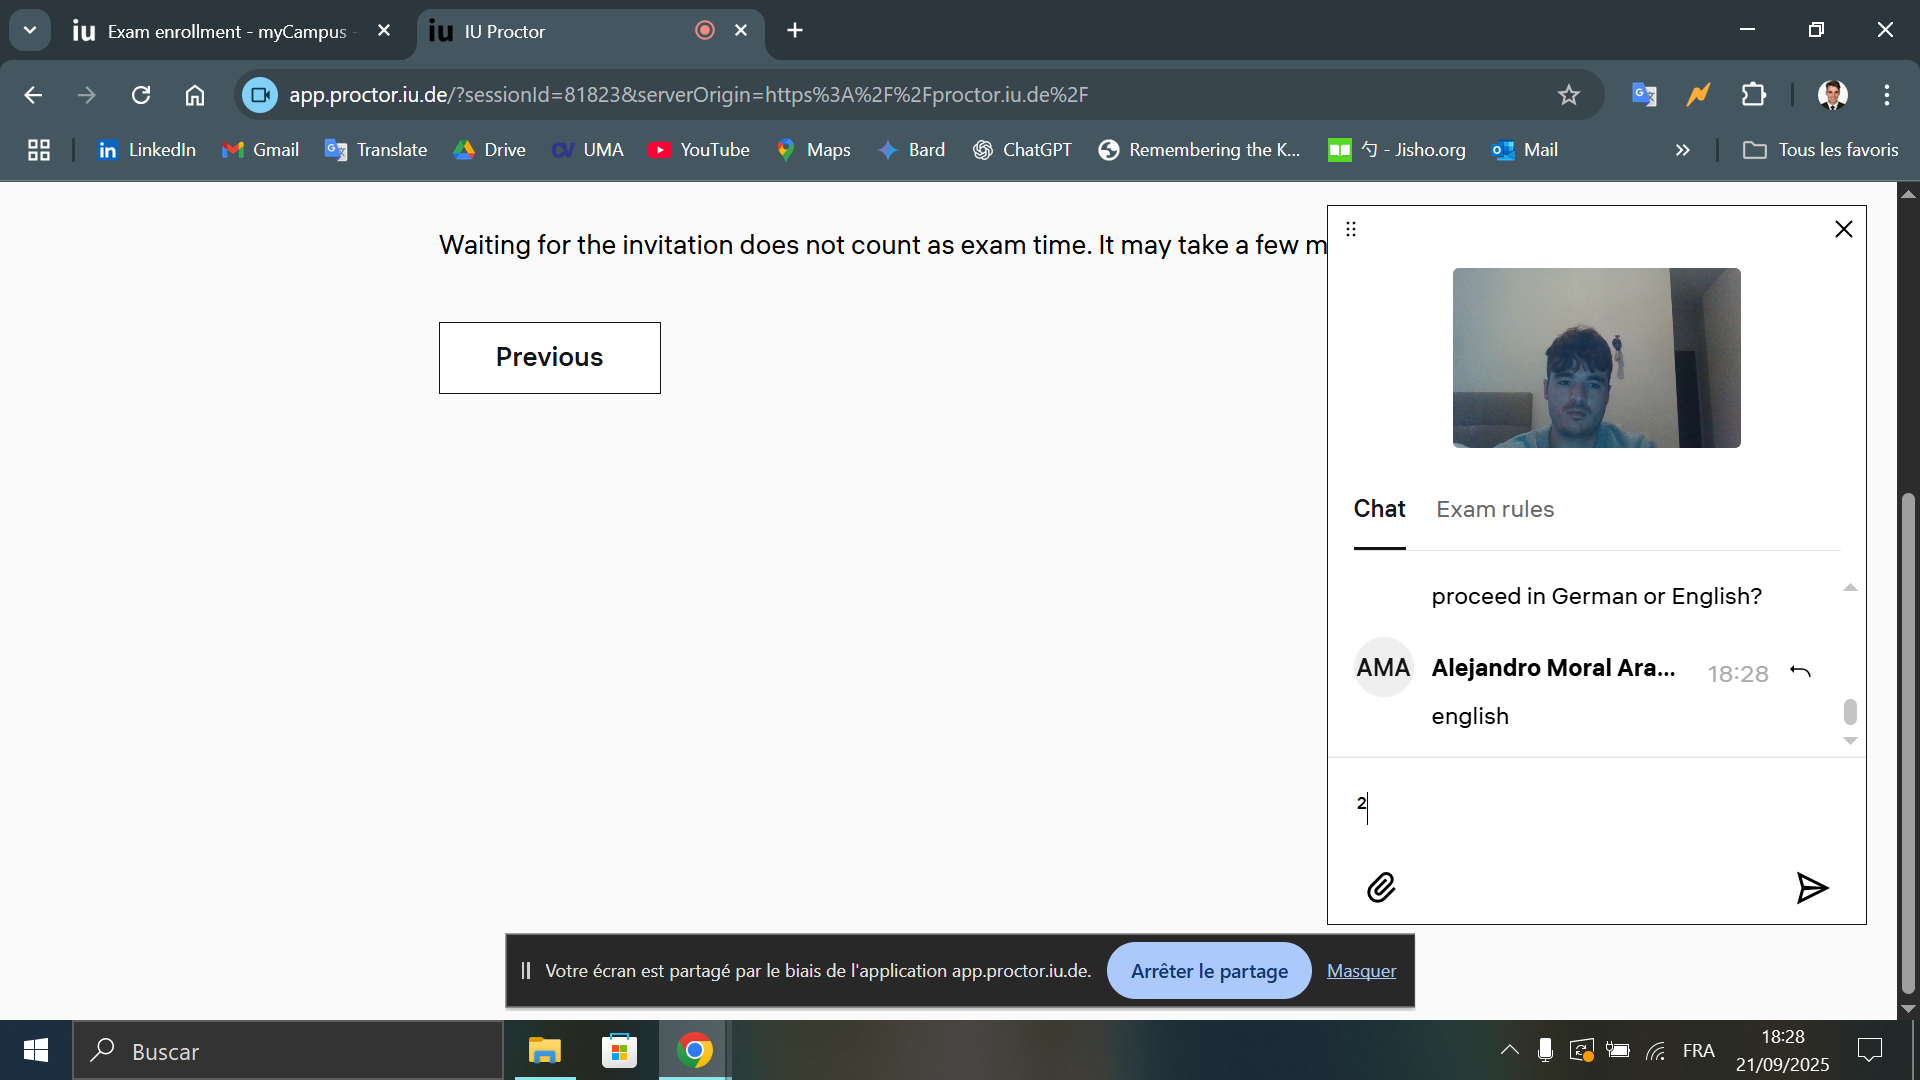 iu Exam enrollment - myCampus -
iu IU Proctor
app.proctor.iu.de/?sessionId=81823&serverOrigin=https%3A%2F%2Fproctor.iu.de%2F
LinkedIn Gmail Translate Drive UMA YouTube Maps Bard ChatGPT Remembering the K... 勺 - Jisho.org Mail Tous les favoris
Waiting for the invitation does not count as exam time. It may take a few m
Previous
Chat Exam rules
proceed in German or English?
AMA Alejandro Moral Ara... 18:28
english
²
Votre écran est partagé par le biais de l'application app.proctor.iu.de. Arrêter le partage Masquer
Buscar
FRA
18:28
21/09/2025